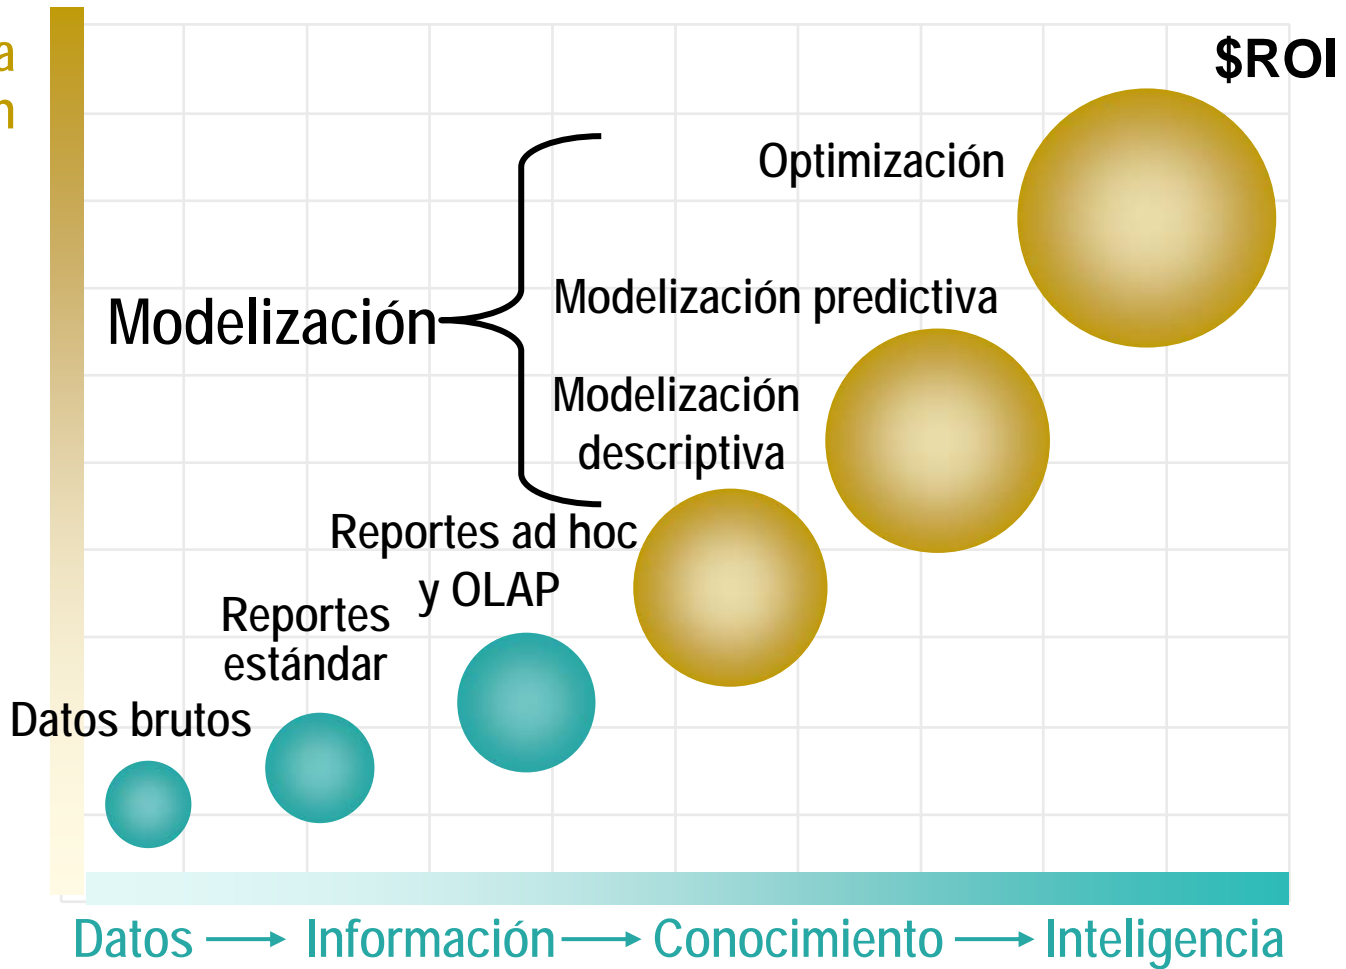 $ROI
Optimización
Modelización predictiva
Modelización
Modelización
descriptiva
Reportes ad hoc
y OLAP
Reportes
estándar
Datos brutos
Datos → Información → Conocimiento → Inteligencia